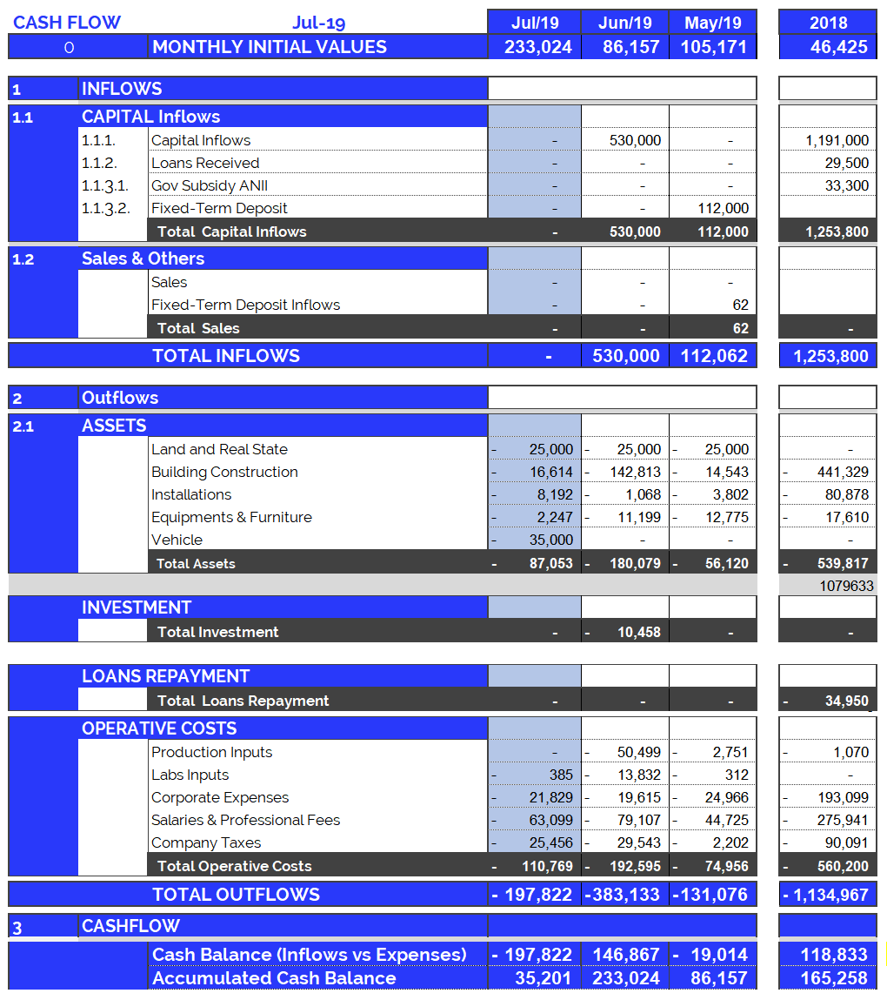 CASH FLOW Jul-19 Jul/19 Jun/19 May/19 2018
0 MONTHLY INITIAL VALUES 233,024 86,157 105,171 46,425
1 INFLOWS
1.1 CAPITAL Inflows
1.1.1. Capital Inflows - 530,000 - 1,191,000
1.1.2. Loans Received - - - 29,500
1.1.3.1. Gov Subsidy ANII - - - 33,300
1.1.3.2. Fixed-Term Deposit - - 112,000
Total Capital Inflows - 530,000 112,000 1,253,800
1.2 Sales & Others
Sales - - -
Fixed-Term Deposit Inflows - - 62
Total Sales - - 62 -
TOTAL INFLOWS - 530,000 112,062 1,253,800
2 Outflows
2.1 ASSETS
Land and Real State - 25,000 - 25,000 - 25,000 -
Building Construction - 16,614 - 142,813 - 14,543 - 441,329
Installations - 8,192 - 1,068 - 3,802 - 80,878
Equipments & Furniture - 2,247 - 11,199 - 12,775 - 17,610
Vehicle - 35,000 - - -
Total Assets - 87,053 - 180,079 - 56,120 - 539,817
1079633
INVESTMENT
Total Investment - - 10,458 - -
LOANS REPAYMENT
Total Loans Repayment - - - - 34,950
OPERATIVE COSTS
Production Inputs - - 50,499 - 2,751 - 1,070
Labs Inputs - 385 - 13,832 - 312 -
Corporate Expenses - 21,829 - 19,615 - 24,966 - 193,099
Salaries & Professional Fees - 63,099 - 79,107 - 44,725 - 275,941
Company Taxes - 25,456 - 29,543 - 2,202 - 90,091
Total Operative Costs - 110,769 - 192,595 - 74,956 - 560,200
TOTAL OUTFLOWS - 197,822 -383,133 -131,076 - 1,134,967
3 CASHFLOW
Cash Balance (Inflows vs Expenses) - 197,822 146,867 - 19,014 118,833
Accumulated Cash Balance 35,201 233,024 86,157 165,258